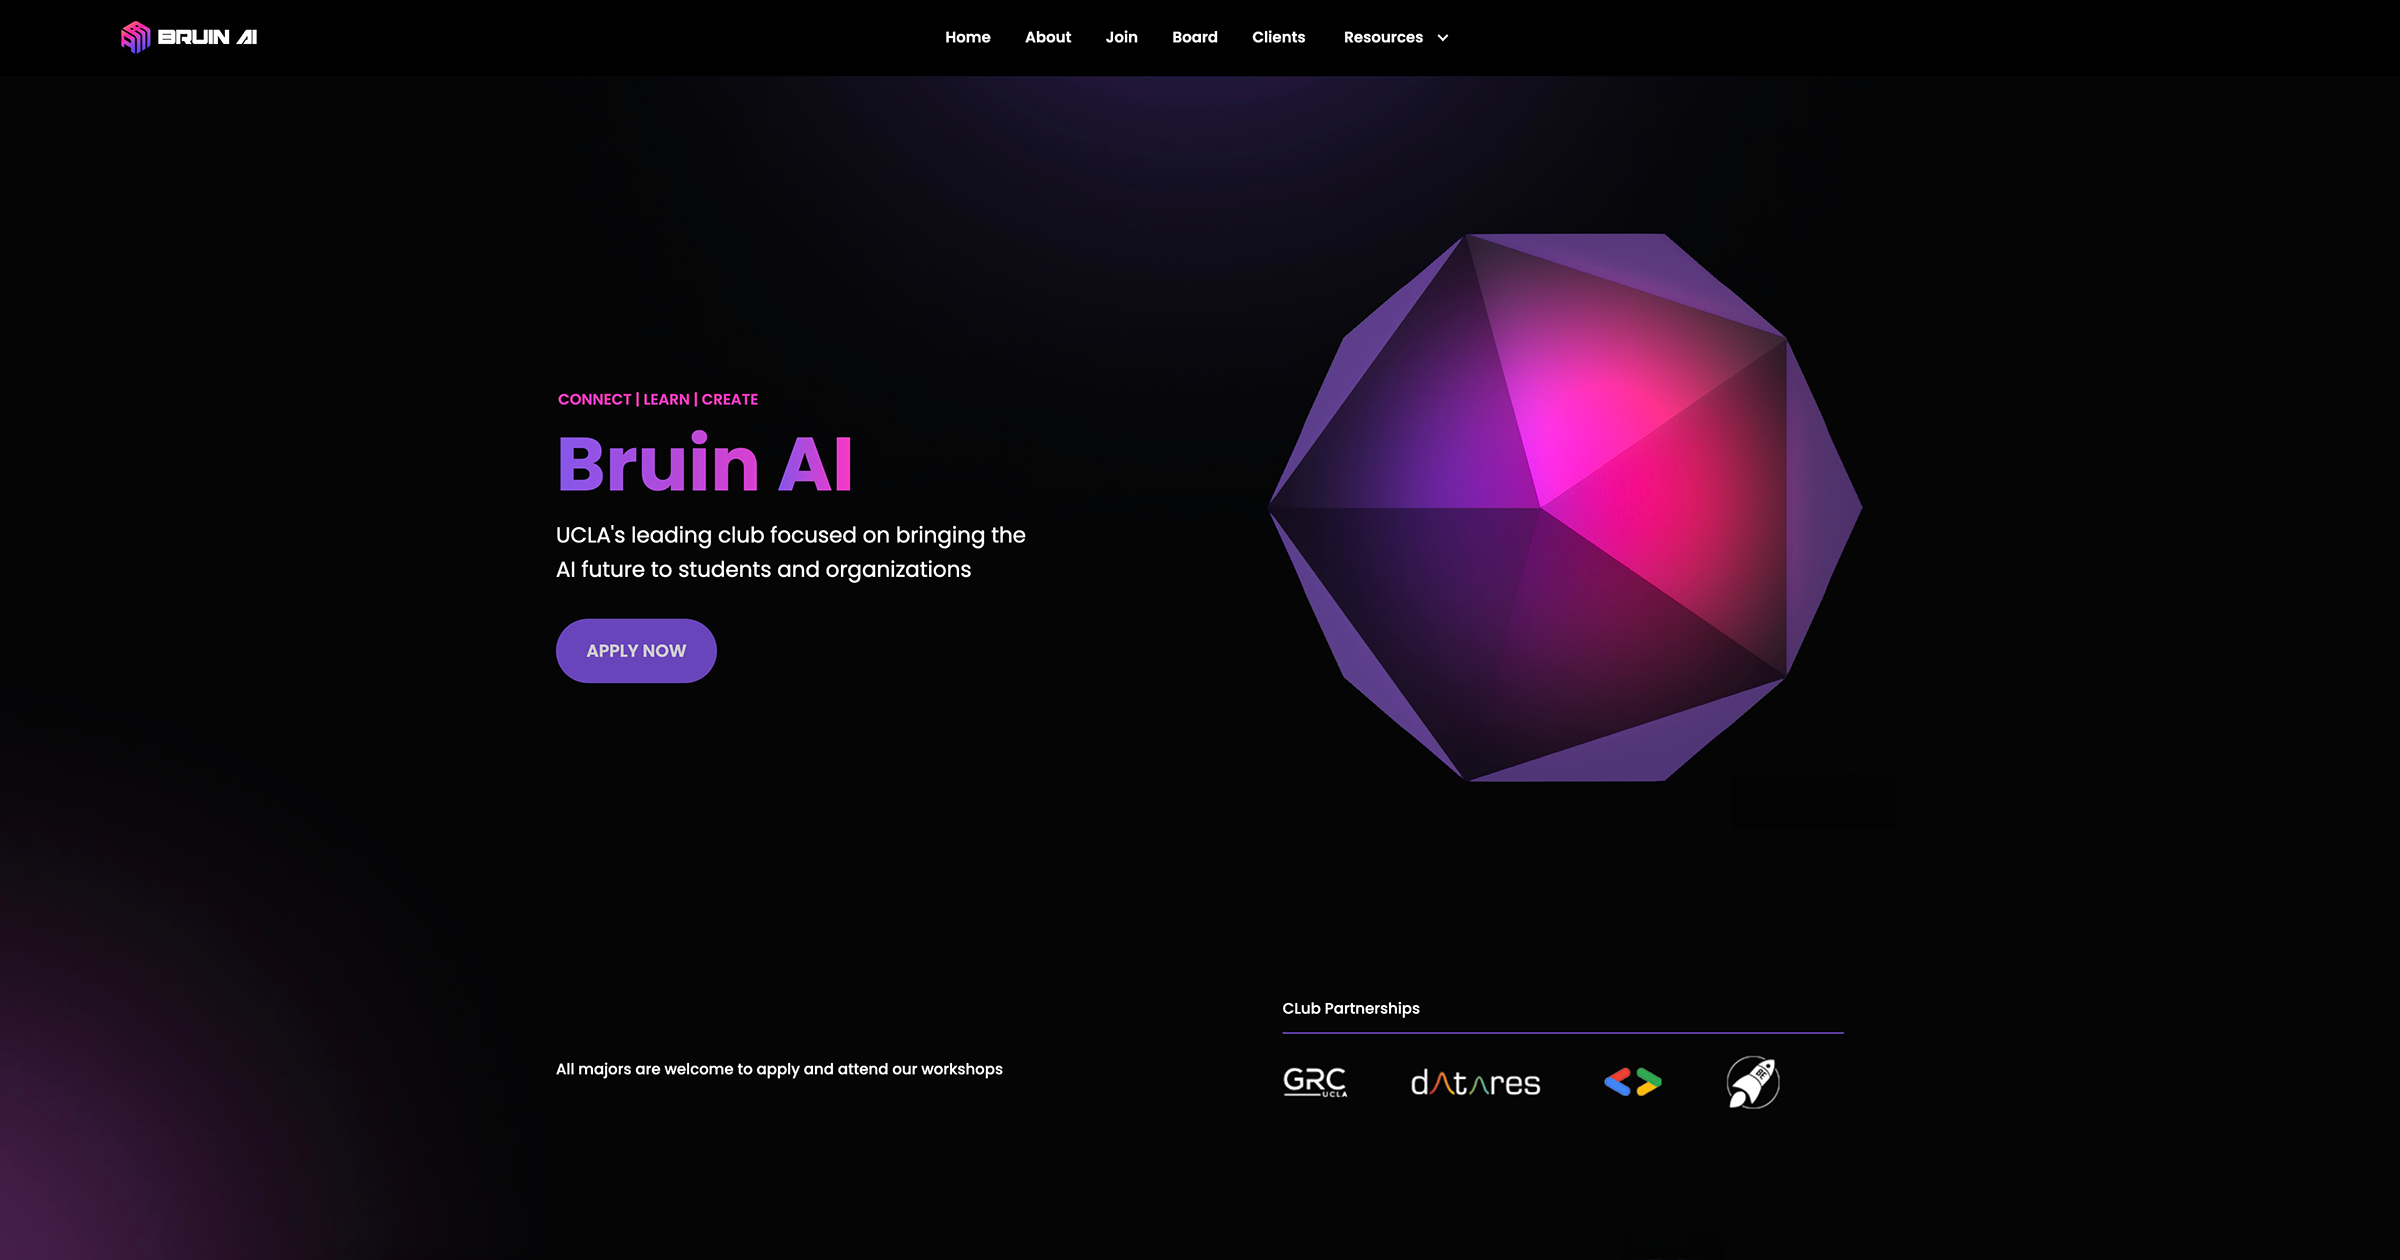 BRUIN AI
Home About Join Board Clients Resources
CONNECT | LEARN | CREATE
Bruin AI
UCLA's leading club focused on bringing the
AI future to students and organizations
APPLY NOW
CLub Partnerships
All majors are welcome to apply and attend our workshops
GRC
UCLA
datares